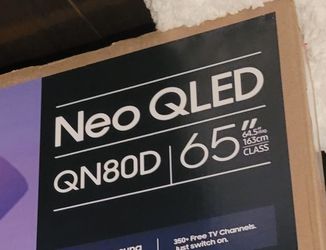 Neo QLED
QN80D
65"
64.5"
163cm
CLASS
350+ Free TV Channels.
Just switch on.